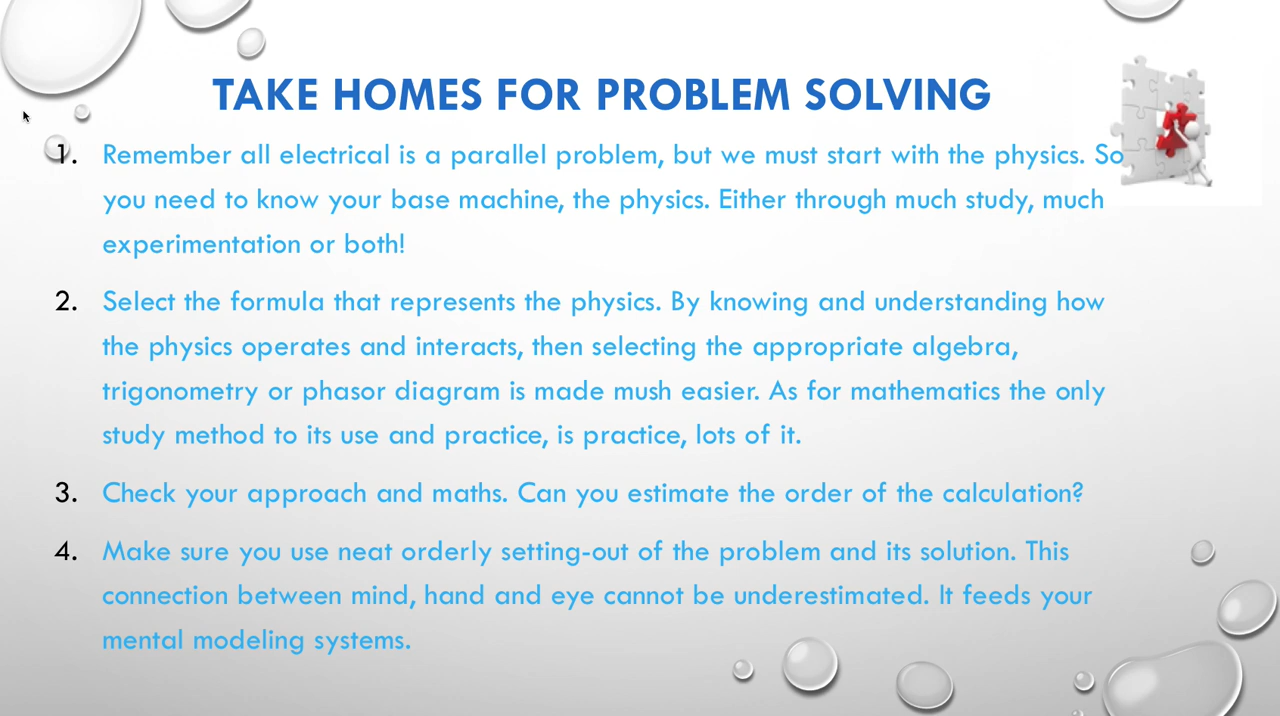 TAKE HOMES FOR PROBLEM SOLVING
1. Remember all electrical is a parallel problem, but we must start with the physics. So
you need to know your base machine, the physics. Either through much study, much
experimentation or both!
2. Select the formula that represents the physics. By knowing and understanding how
the physics operates and interacts, then selecting the appropriate algebra,
trigonometry or phasor diagram is made mush easier. As for mathematics the only
study method to its use and practice, is practice, lots of it.
3. Check your approach and maths. Can you estimate the order of the calculation?
4. Make sure you use neat orderly setting-out of the problem and its solution. This
connection between mind, hand and eye cannot be underestimated. It feeds your
mental modeling systems.